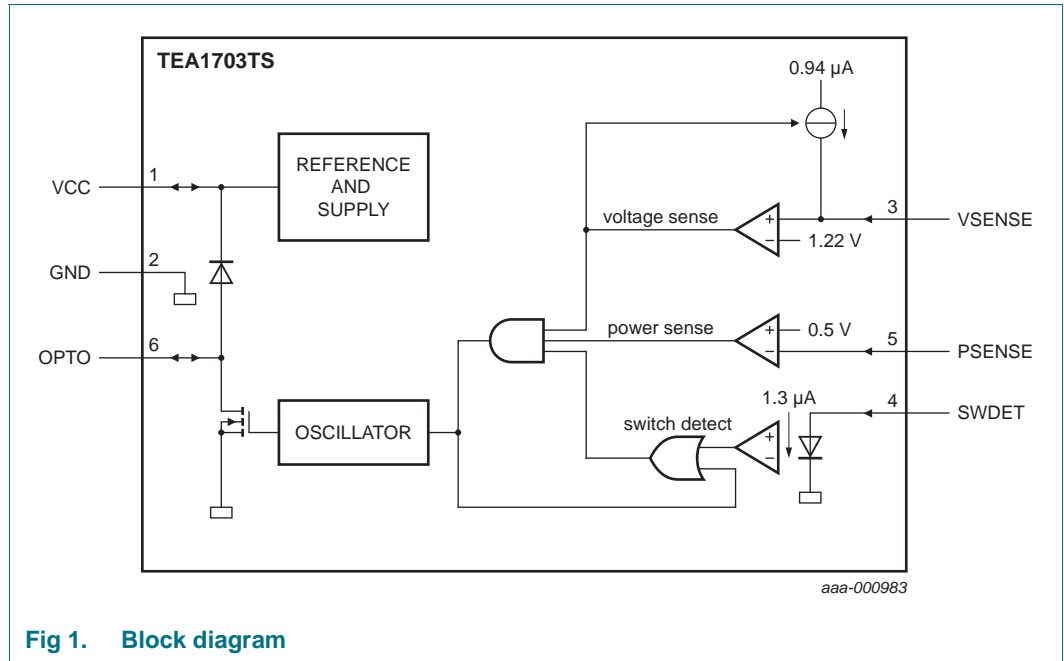 TEA1703TS
0.94 µA
REFERENCE
AND
SUPPLY
VCC
1
voltage sense
+
−
1.22 V
3
VSENSE
GND
2
power sense
+
−
0.5 V
5
PSENSE
OPTO
6
1.3 µA
4
SWDET
OSCILLATOR
switch detect
+
−
aaa-000983
Fig 1. Block diagram